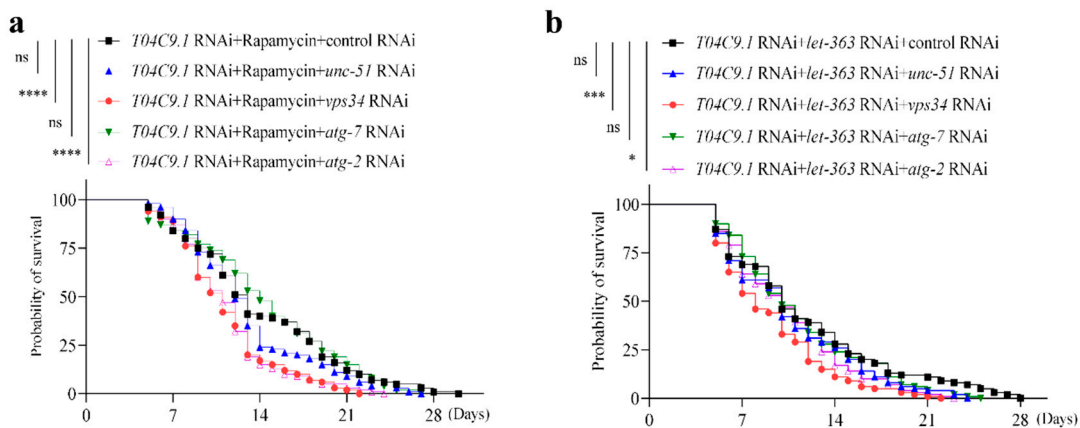 a
ns
****
ns
****
T04C9.1 RNAi+Rapamycin+control RNAi
T04C9.1 RNAi+Rapamycin+unc-51 RNAi
T04C9.1 RNAi+Rapamycin+vps34 RNAi
T04C9.1 RNAi+Rapamycin+atg-7 RNAi
T04C9.1 RNAi+Rapamycin+atg-2 RNAi
Probability of survival
100
75
50
25
0
0 7 14 21 28 (Days)
b
ns
***
ns
*
T04C9.1 RNAi+let-363 RNAi+control RNAi
T04C9.1 RNAi+let-363 RNAi+unc-51 RNAi
T04C9.1 RNAi+let-363 RNAi+vps34 RNAi
T04C9.1 RNAi+let-363 RNAi+atg-7 RNAi
T04C9.1 RNAi+let-363 RNAi+atg-2 RNAi
Probability of survival
100
75
50
25
0
0 7 14 21 28 (Days)